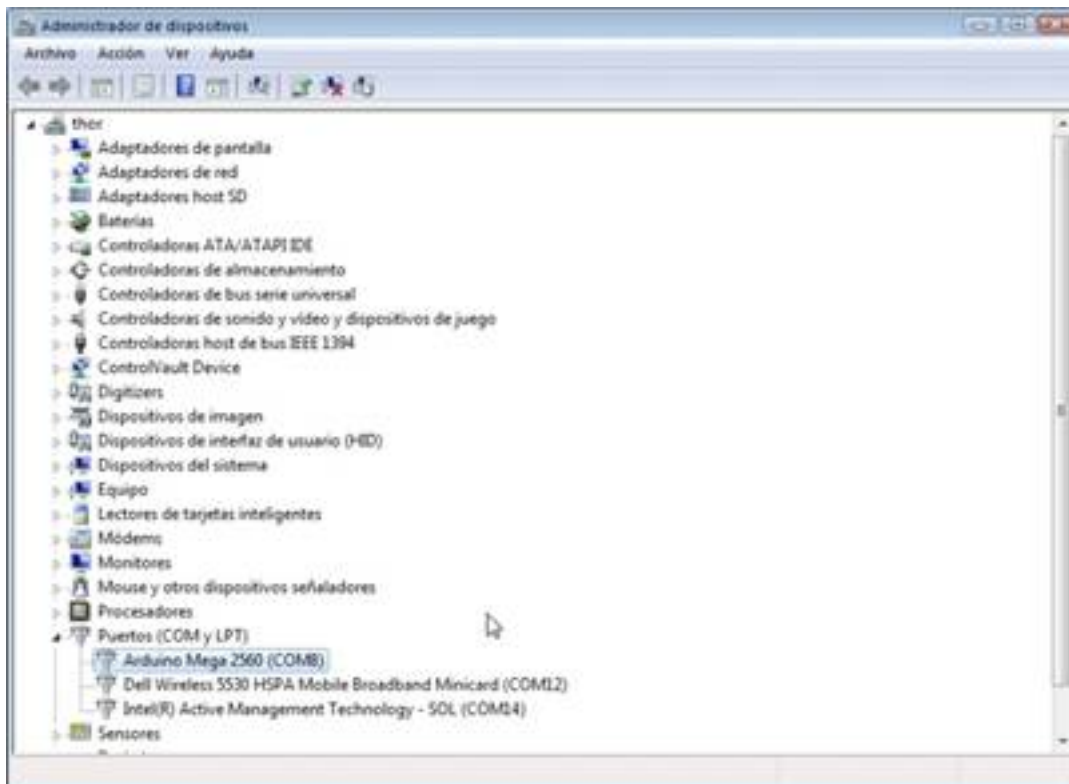 Administrador de dispositivos
Archivo Acción Ver Ayuda
thor
Adaptadores de pantalla
Adaptadores de red
Adaptadores host SD
Baterías
Controladoras ATA/ATAPI IDE
Controladoras de almacenamiento
Controladoras de bus serie universal
Controladoras de sonido y vídeo y dispositivos de juego
Controladoras host de bus IEEE 1394
ControlVault Device
Digitizers
Dispositivos de imagen
Dispositivos de interfaz de usuario (HID)
Dispositivos del sistema
Equipo
Lectores de tarjetas inteligentes
Módems
Monitores
Mouse y otros dispositivos señaladores
Procesadores
Puertos (COM y LPT)
Arduino Mega 2560 (COM8)
Dell Wireless 5530 HSPA Mobile Broadband Minicard (COM12)
Intel(R) Active Management Technology - SOL (COM14)
Sensores